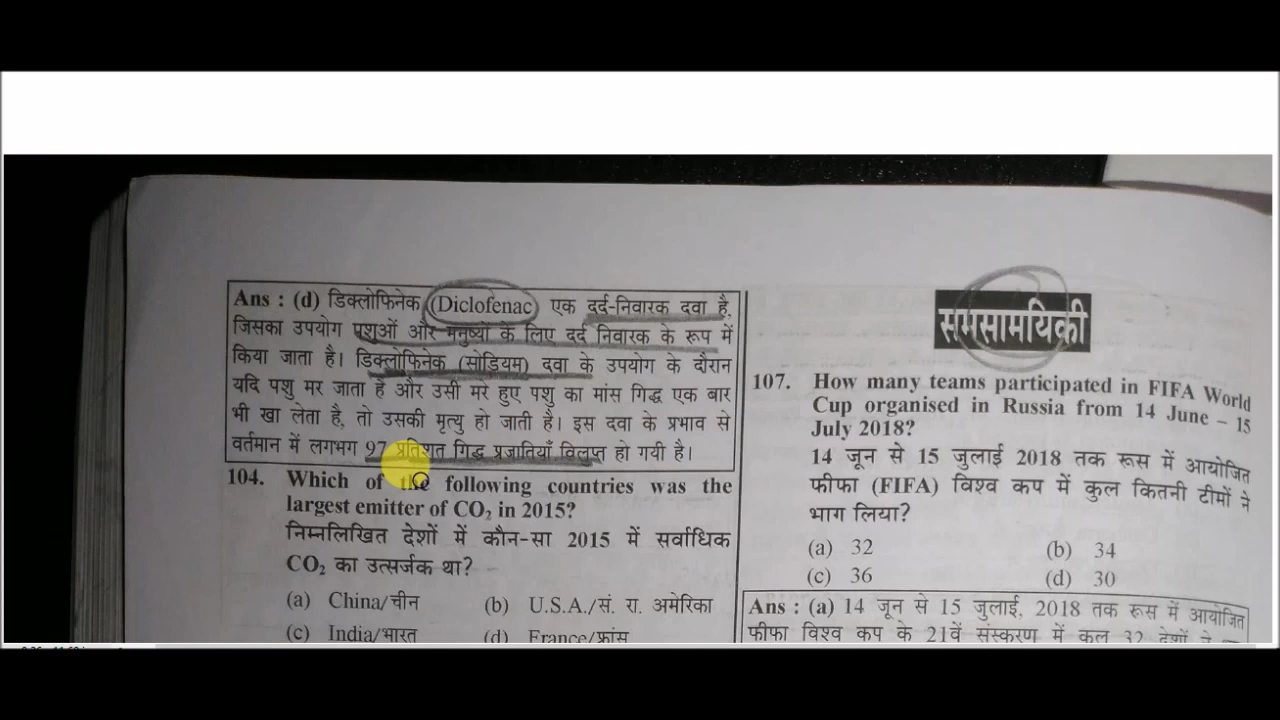 Ans : (d) डिक्लोफिनेक (Diclofenac) एक दर्द-निवारक दवा है,
जिसका उपयोग पशुओं और मनुष्यों के लिए दर्द निवारक के रूप में
किया जाता है। डिक्लोफिनेक (सोडियम) दवा के उपयोग के दौरान
यदि पशु मर जाता है और उसी मरे हुए पशु का मांस गिद्ध एक बार
भी खा लेता है, तो उसकी मृत्यु हो जाती है। इस दवा के प्रभाव से
वर्तमान में लगभग 97 प्रतिशत गिद्ध प्रजातियाँ विलुप्त हो गयी है।
104. Which of the following countries was the
largest emitter of CO₂ in 2015?
निम्नलिखित देशों में कौन-सा 2015 में सर्वाधिक
CO₂ का उत्सर्जक था?
(a) China/चीन (b) U.S.A./सं. रा. अमेरिका
(c) India/भारत (d) France/फ्रांस
समसामयिकी
107. How many teams participated in FIFA World
Cup organised in Russia from 14 June – 15
July 2018?
14 जून से 15 जुलाई 2018 तक रूस में आयोजित
फीफा (FIFA) विश्व कप में कुल कितनी टीमों ने
भाग लिया?
(a) 32 (b) 34
(c) 36 (d) 30
Ans : (a) 14 जून से 15 जुलाई, 2018 तक रूस में आयोजित
फीफा विश्व कप के 21वें संस्करण में कुल 32 देशों ने